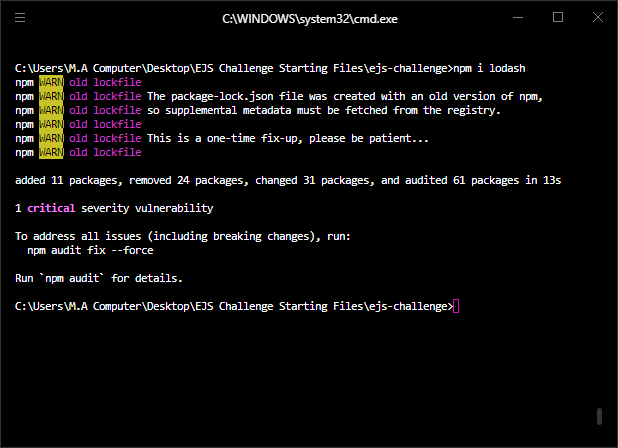 C:\WINDOWS\system32\cmd.exe
C:\Users\M.A Computer\Desktop\EJS Challenge Starting Files\ejs-challenge>npm i lodash
npm WARN old lockfile
npm WARN old lockfile The package-lock.json file was created with an old version of npm,
npm WARN old lockfile so supplemental metadata must be fetched from the registry.
npm WARN old lockfile
npm WARN old lockfile This is a one-time fix-up, please be patient...
npm WARN old lockfile
added 11 packages, removed 24 packages, changed 31 packages, and audited 61 packages in 13s
1 critical severity vulnerability
To address all issues (including breaking changes), run:
  npm audit fix --force
Run `npm audit` for details.
C:\Users\M.A Computer\Desktop\EJS Challenge Starting Files\ejs-challenge>